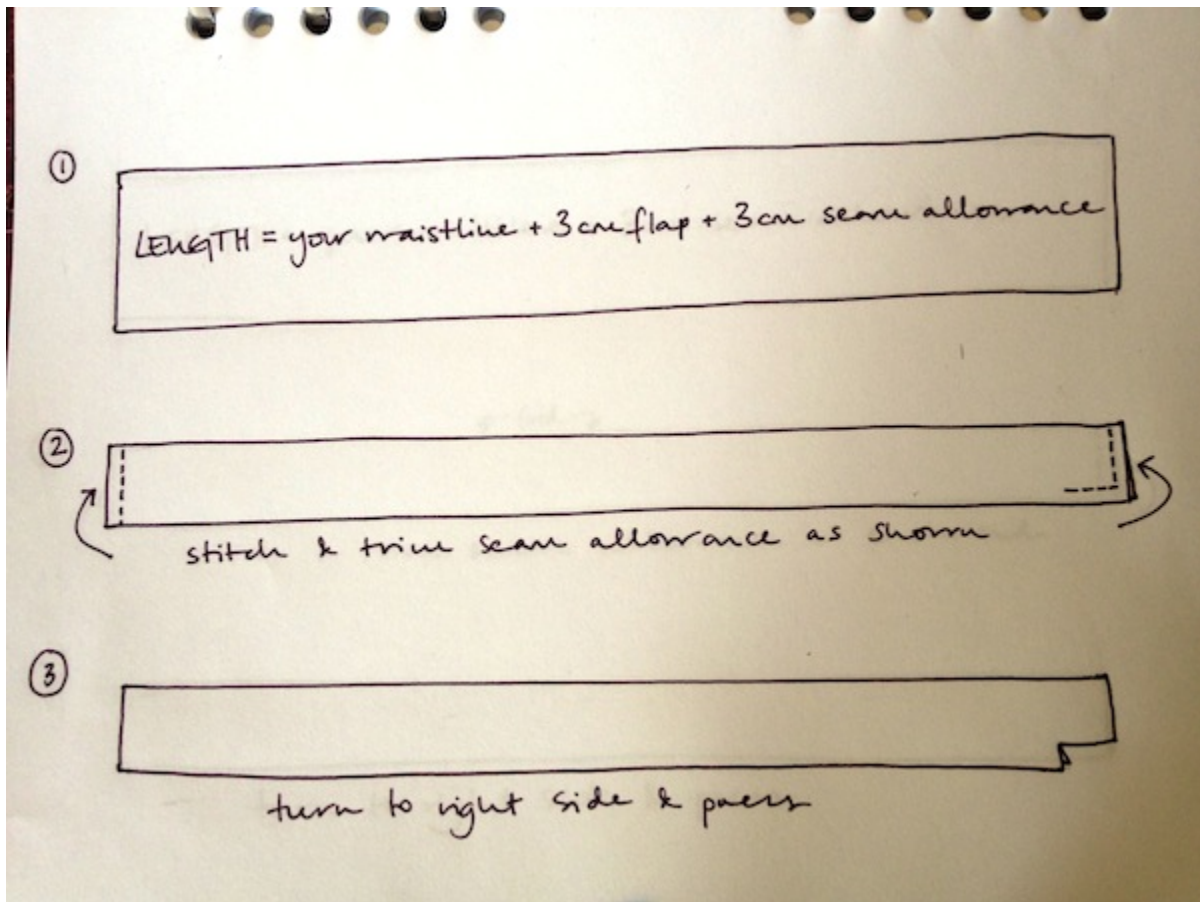 ①
LENGTH = your waistline + 3cm flap + 3cm seam allowance
②
stitch & trim seam allowance as shown
③
turn to right side & press